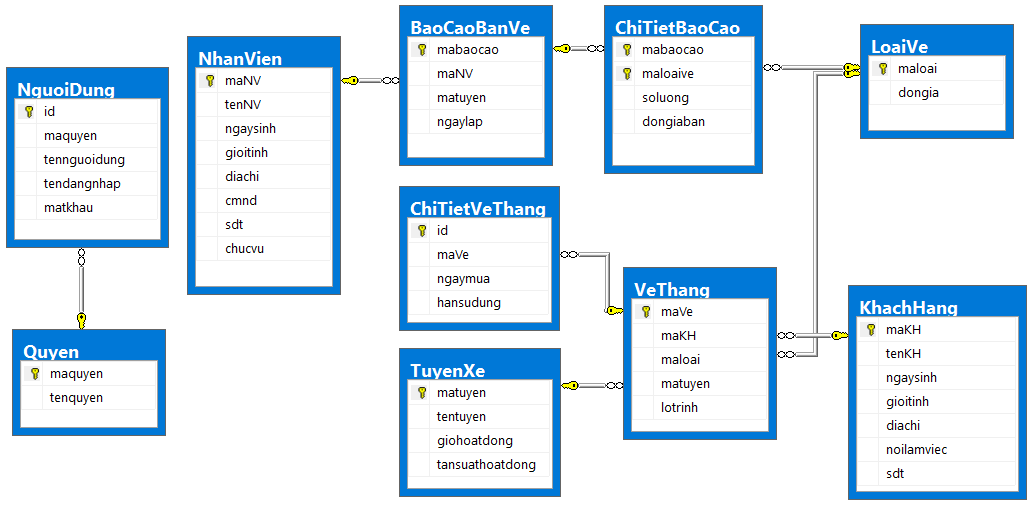 NguoiDung
id
maquyen
tennguoidung
tendangnhap
matkhau
Quyen
maquyen
tenquyen
NhanVien
maNV
tenNV
ngaysinh
gioitinh
diachi
cmnd
sdt
chucvu
BaoCaoBanVe
mabaocao
maNV
matuyen
ngaylap
ChiTietBaoCao
mabaocao
maloaive
soluong
dongiaban
LoaiVe
maloai
dongia
ChiTietVeThang
id
maVe
ngaymua
hansudung
TuyenXe
matuyen
tentuyen
giohoatdong
tansuathoatdong
VeThang
maVe
maKH
maloai
matuyen
lotrinh
KhachHang
maKH
tenKH
ngaysinh
gioitinh
diachi
noilamviec
sdt